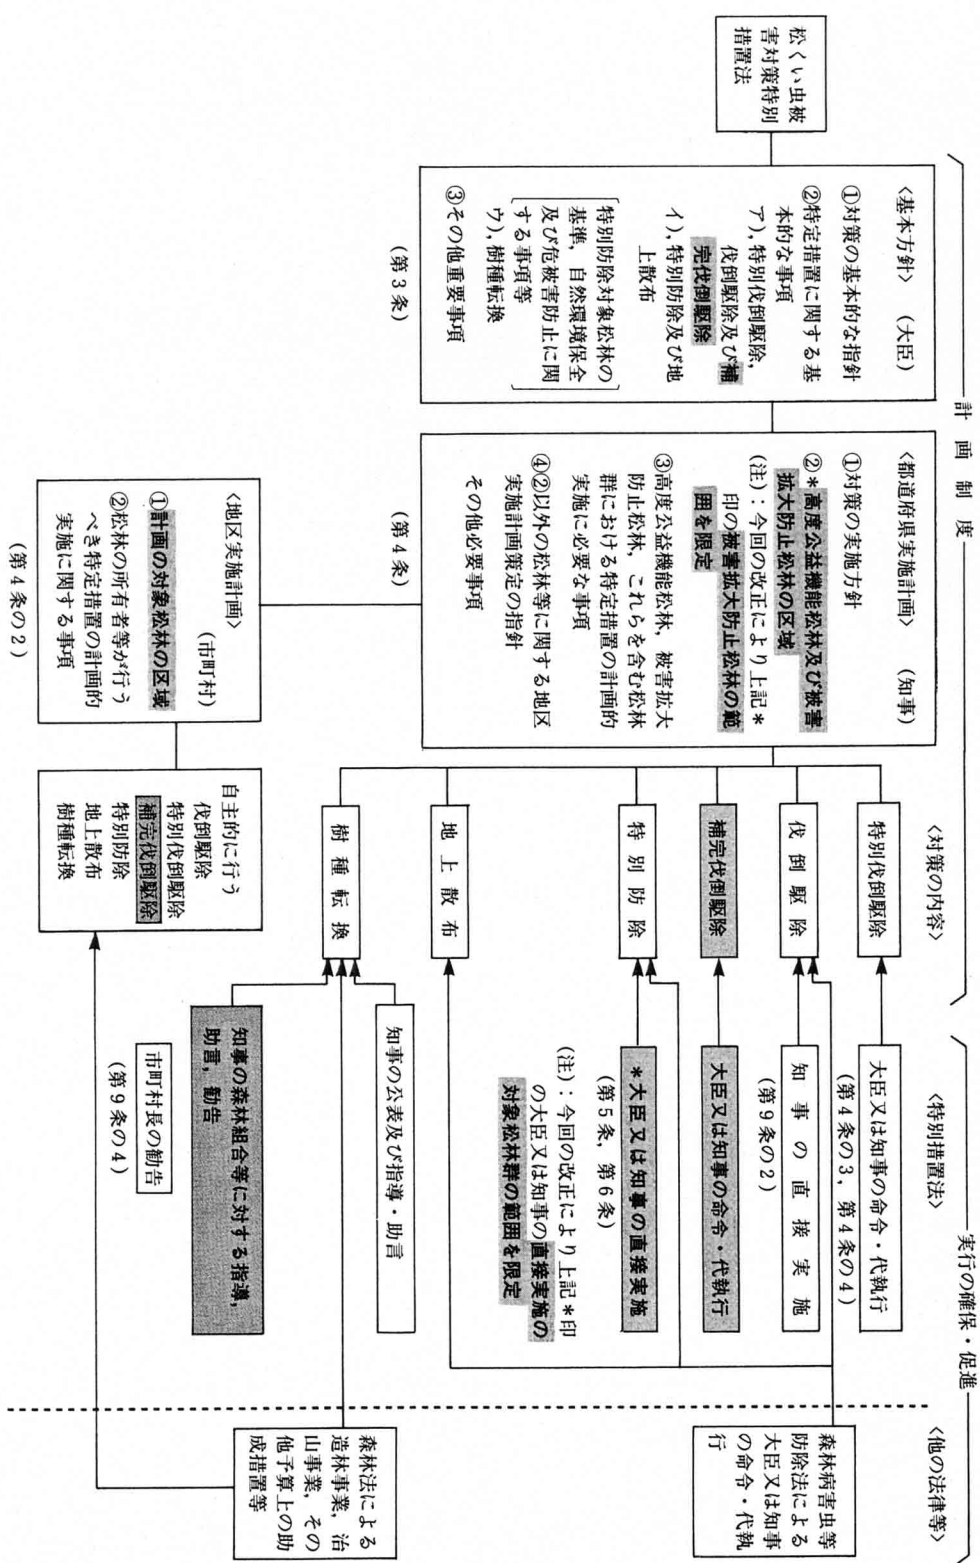 計画制度
実行の確保・促進
〈対策の内容〉
〈特別措置法〉
〈他の法律等〉
松くい虫被
害対策特別
措置法
〈基本方針〉（大臣）
①対策の基本的な指針
②特定措置に関する基
本的な事項
ア），特別伐倒駆除，
伐倒駆除及び補
完伐倒駆除
イ），特別防除及び地
上散布
特別防除対象松林の
基準，自然環境保全
及び危被害防止に関
する事項等
ウ），樹種転換
③その他重要事項
（第３条）
〈都道府県実施計画〉（知事）
①対策の実施方針
②＊高度公益機能松林及び被害
拡大防止松林の区域
（注）：今回の改正により上記＊
印の被害拡大防止松林の範
囲を限定
③高度公益機能松林，被害拡大
防止松林，これらを含む松林
群における特定措置の計画的
実施に必要な事項
④②以外の松林等に関する地区
実施計画策定の指針
その他必要事項
（第４条）
〈地区実施計画〉
（市町村）
①計画の対象松林の区域
②松林の所有者等が行う
べき特定措置の計画的
実施に関する事項
（第４条の２）
特別伐倒駆除
伐倒駆除
補完伐倒駆除
特別防除
地上散布
樹種転換
自主的に行う
伐倒駆除
特別伐倒駆除
補完伐倒駆除
特別防除
地上散布
樹種転換
大臣又は知事の命令・代執行
（第４条の３，第４条の４）
知事の直接実施
（第９条の２）
大臣又は知事の命令・代執行
＊大臣又は知事の直接実施
（第５条，第６条）
（注）：今回の改正により上記＊印
の大臣又は知事の直接実施の
対象松林群の範囲を限定
知事の公表及び指導・助言
知事の森林組合等に対する指導，
助言，勧告
市町村長の勧告
（第９条の４）
森林病害虫等
防除法による
大臣又は知事
の命令・代執
行
森林法による
造林事業，治
山事業，その
他予算上の助
成措置等